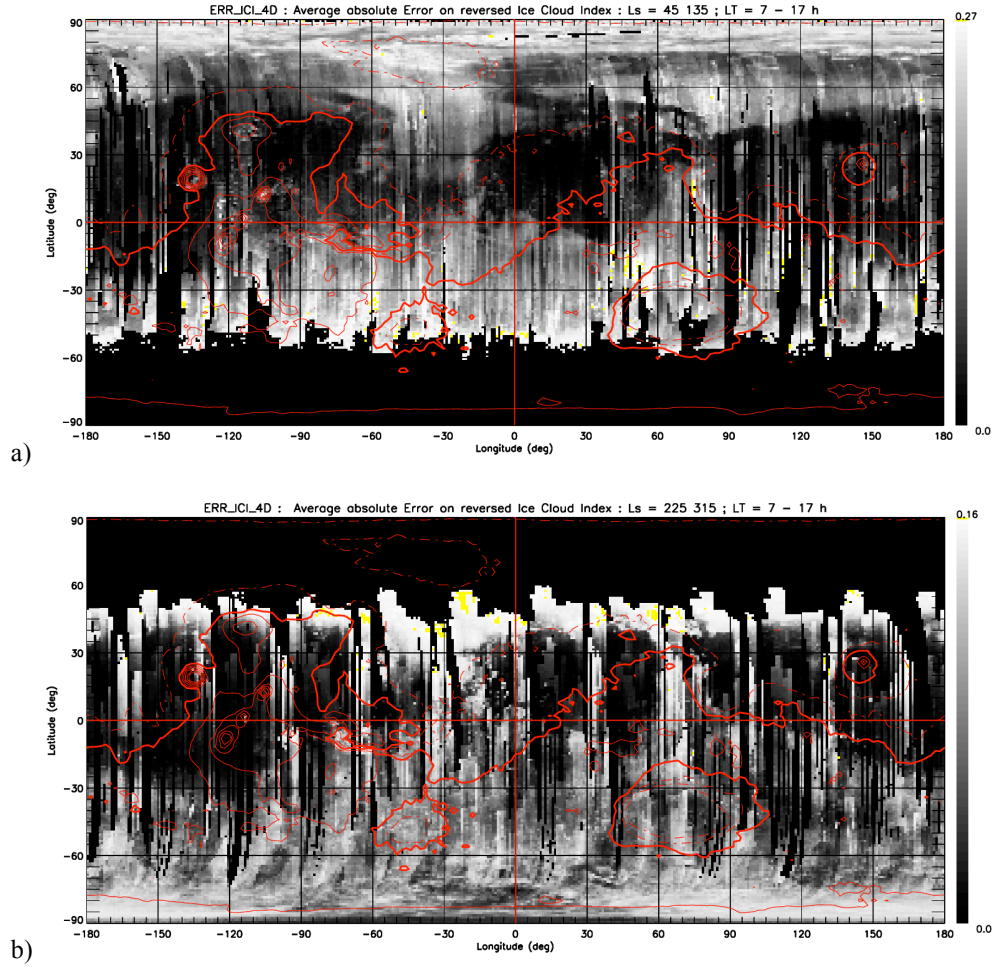 ERR_ICI_4D : Average absolute Error on reversed Ice Cloud Index : Ls = 45 135 ; LT = 7 − 17 h
0.27
90
60
30
0
−30
−60
−90
Latitude (deg)
0.0
−180 −150 −120 −90 −60 −30 0 30 60 90 120 150 180
Longitude (deg)
a)
ERR_ICI_4D : Average absolute Error on reversed Ice Cloud Index : Ls = 225 315 ; LT = 7 − 17 h
0.16
90
60
30
0
−30
−60
−90
Latitude (deg)
0.0
−180 −150 −120 −90 −60 −30 0 30 60 90 120 150 180
Longitude (deg)
b)